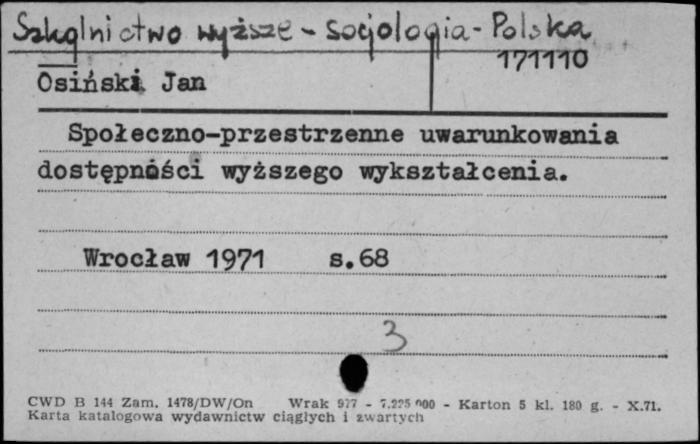 Szkolnictwo wyższe - socjologia - Polska
171110
Osiński Jan
Społeczno-przestrzenne uwarunkowania
dostępności wyższego wykształcenia.
Wrocław 1971 s.68
3
CWD B 144 Zam. 1478/DW/On Wrak 977 - 7.225 000 - Karton 5 kl. 180 g. - X.71.
Karta katalogowa wydawnictw ciągłych i zwartych